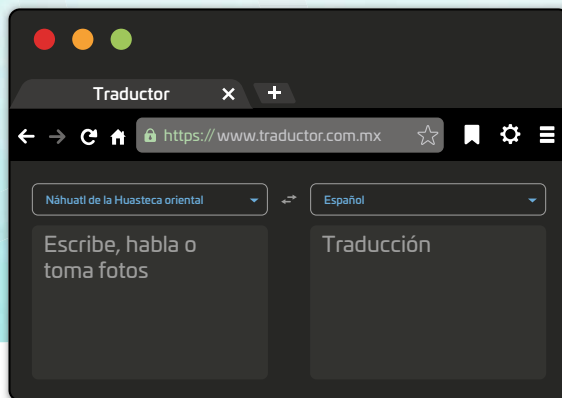 Traductor
https://www.traductor.com.mx
Náhuatl de la Huasteca oriental
Español
Escribe, habla o
toma fotos
Traducción